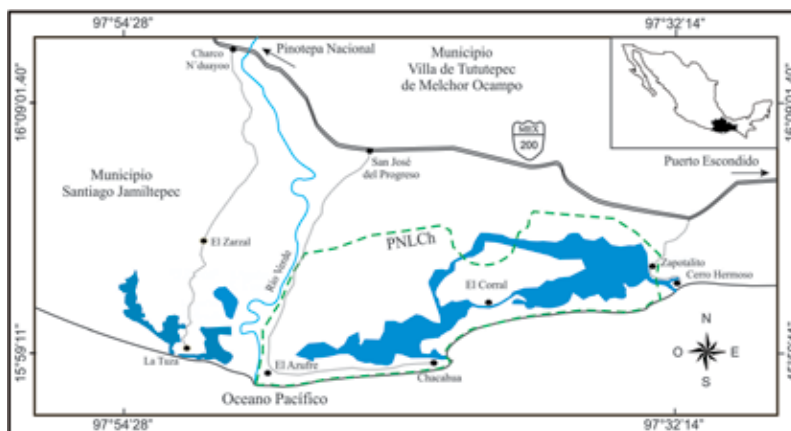 97°54'28"
97°32'14"
16°09'01.40"
16°09'01.40"
Charco
N´duayoo
Pinotepa Nacional
Municipio
Villa de Tututepec
de Melchor Ocampo
MEX
200
San José
del Progreso
Puerto Escondido
Municipio
Santiago Jamiltepec
El Zarzal
Río Verde
PNLCh
Zapotalito
Cerro Hermoso
El Corral
La Tuza
El Azufre
Chacahua
Oceano Pacífico
N
O
E
S
15°59'11"
15°59'11"
97°54'28"
97°32'14"